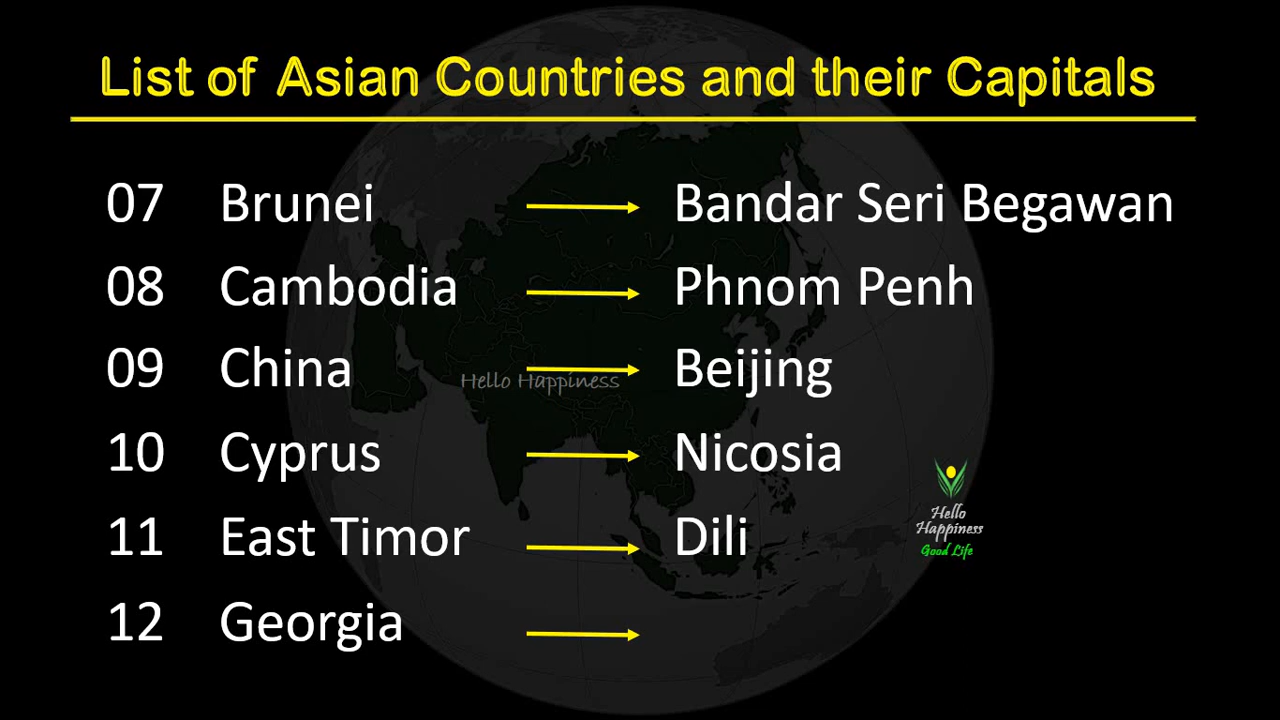 List of Asian Countries and their Capitals
07 Brunei Bandar Seri Begawan
08 Cambodia Phnom Penh
09 China Beijing
Hello Happiness
10 Cyprus Nicosia
11 East Timor Dili
Hello
Happiness
Good Life
12 Georgia